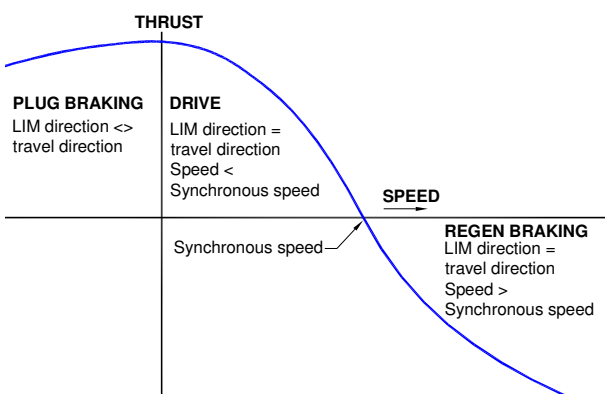 THRUST
PLUG BRAKING
LIM direction <>
travel direction
DRIVE
LIM direction =
travel direction
Speed <
Synchronous speed
SPEED
Synchronous speed
REGEN BRAKING
LIM direction =
travel direction
Speed >
Synchronous speed